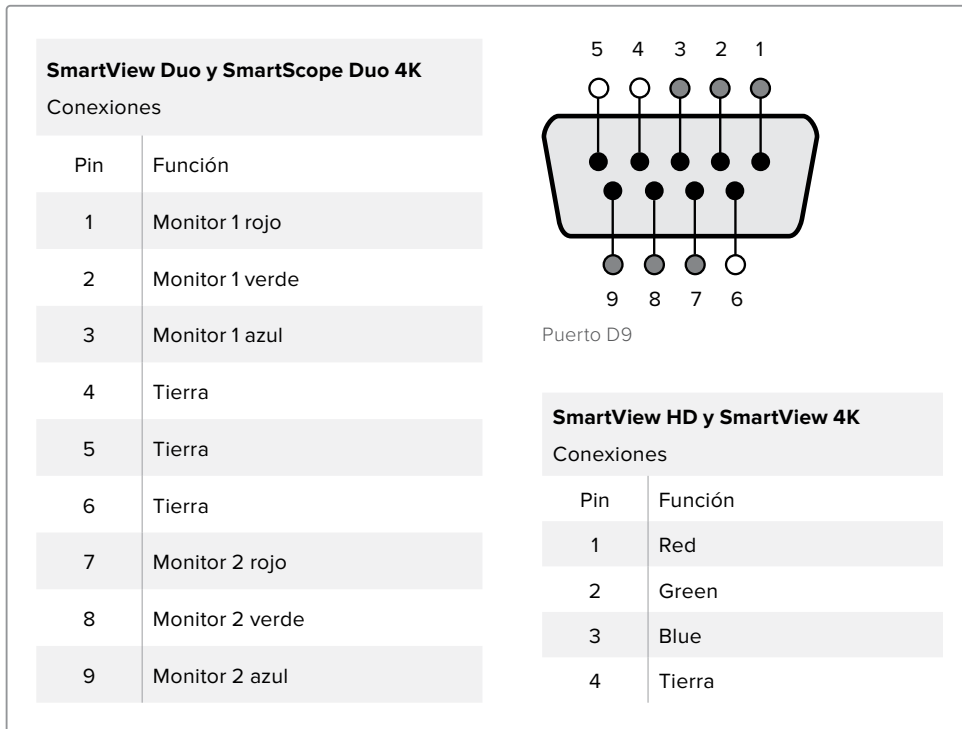 SmartView Duo y SmartScope Duo 4K
Conexiones
Pin Función
1 Monitor 1 rojo
2 Monitor 1 verde
3 Monitor 1 azul
4 Tierra
5 Tierra
6 Tierra
7 Monitor 2 rojo
8 Monitor 2 verde
9 Monitor 2 azul
5 4 3 2 1
9 8 7 6
Puerto D9
SmartView HD y SmartView 4K
Conexiones
Pin Función
1 Red
2 Green
3 Blue
4 Tierra